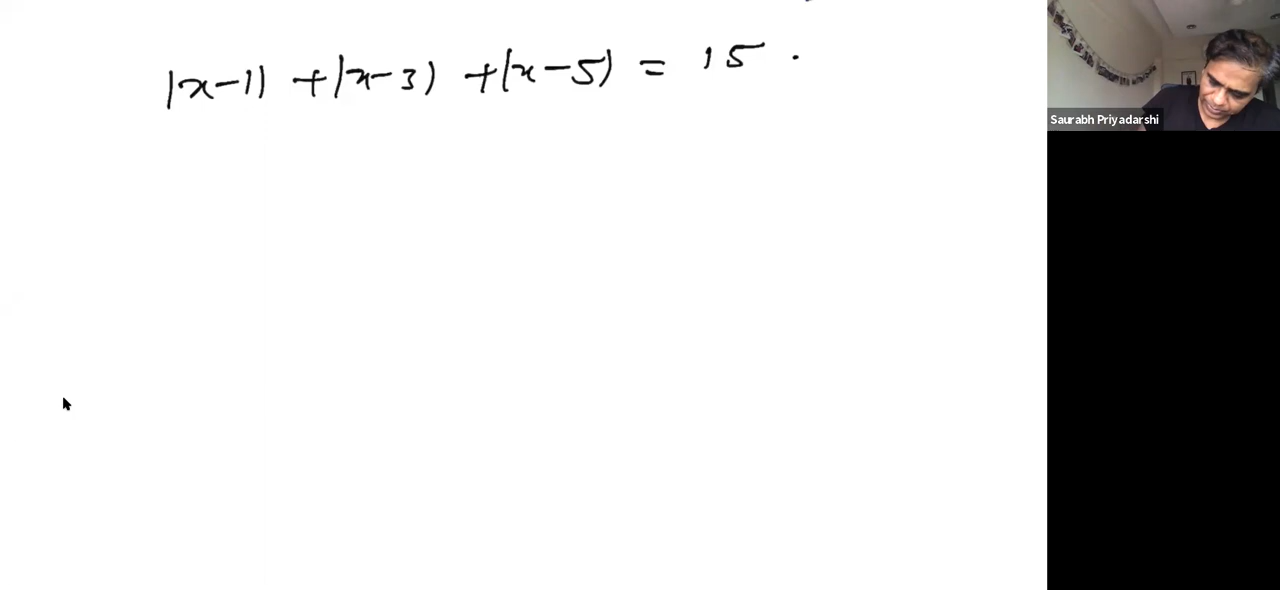 |x-1| + |x-3| + |x-5| = 15 .
Saurabh Priyadarshi